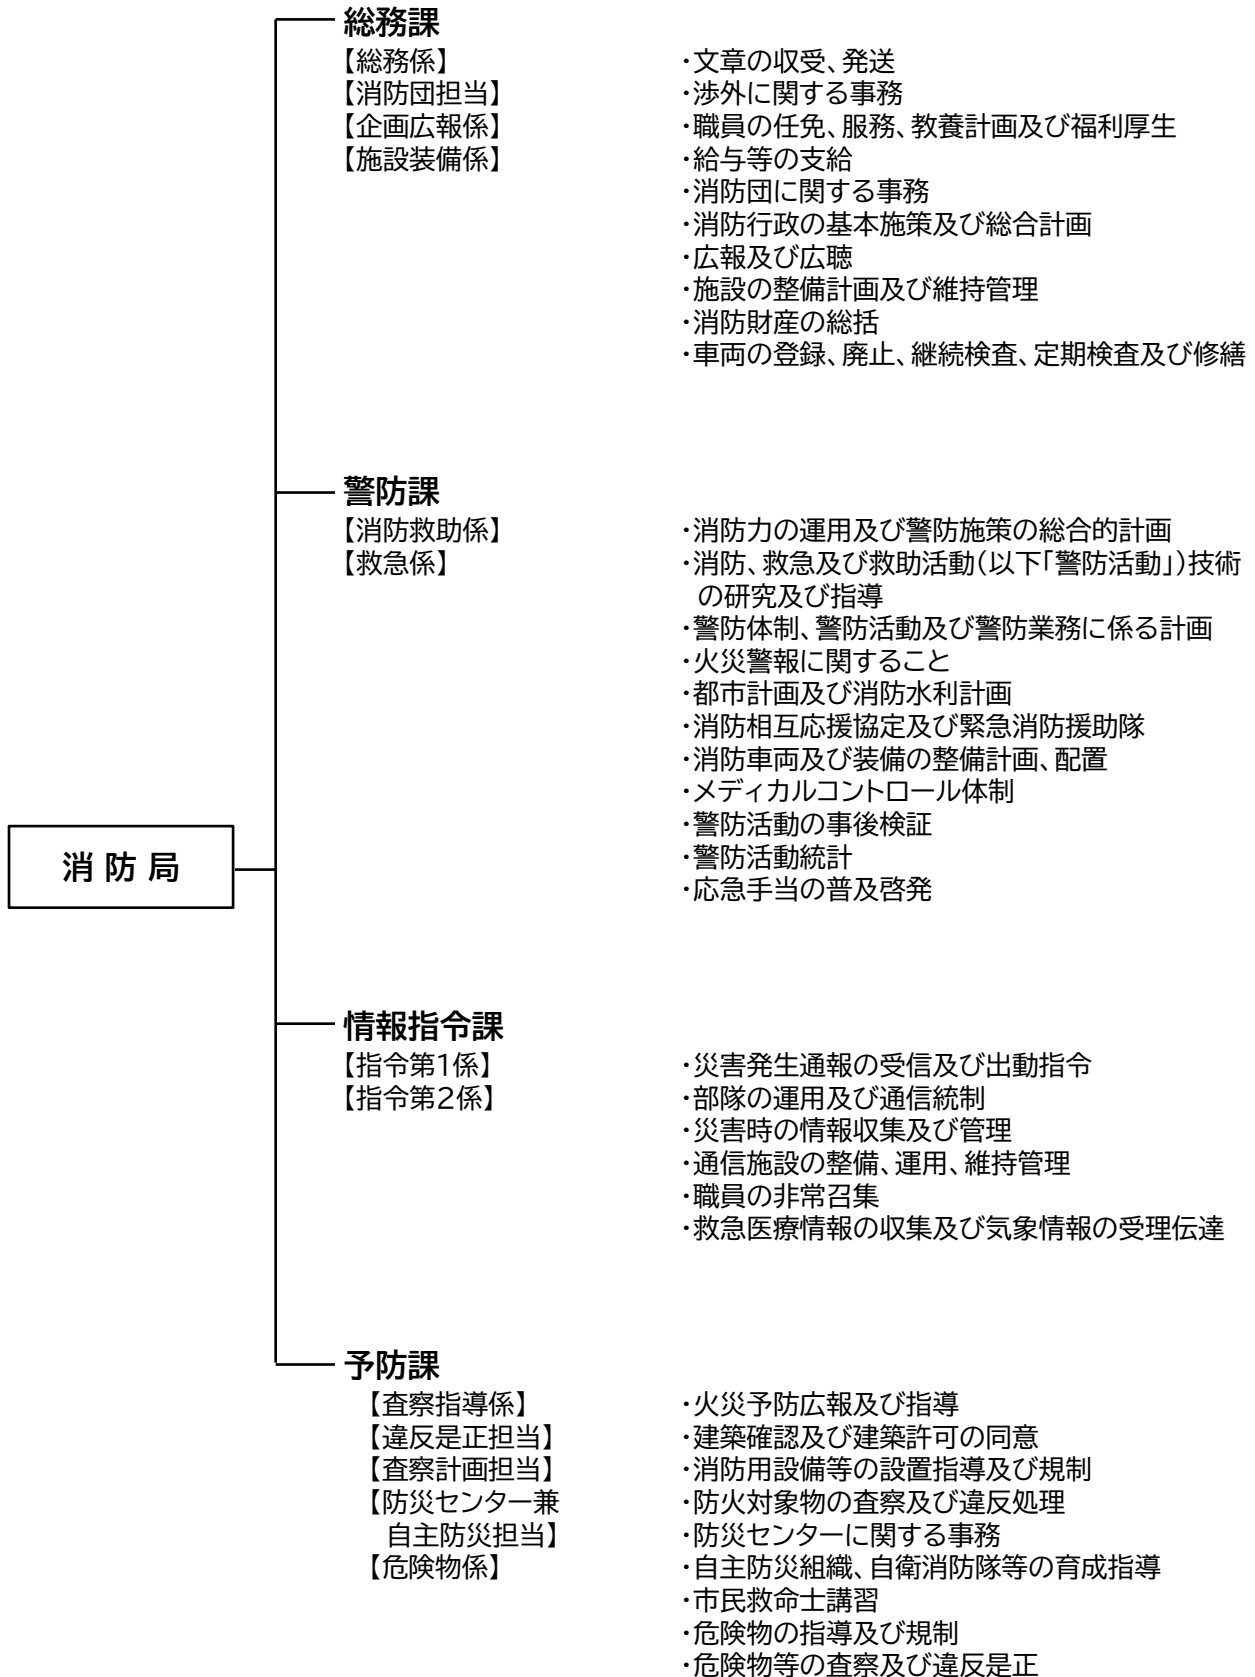 総務課
【総務係】 ・文章の収受、発送
【消防団担当】 ・渉外に関する事務
【企画広報係】 ・職員の任免、服務、教養計画及び福利厚生
【施設装備係】 ・給与等の支給
・消防団に関する事務
・消防行政の基本施策及び総合計画
・広報及び広聴
・施設の整備計画及び維持管理
・消防財産の総括
・車両の登録、廃止、継続検査、定期検査及び修繕
警防課
【消防救助係】 ・消防力の運用及び警防施策の総合的計画
【救急係】 ・消防、救急及び救助活動(以下「警防活動」)技術
の研究及び指導
・警防体制、警防活動及び警防業務に係る計画
・火災警報に関すること
・都市計画及び消防水利計画
・消防相互応援協定及び緊急消防援助隊
・消防車両及び装備の整備計画、配置
・メディカルコントロール体制
・警防活動の事後検証
消防局
・警防活動統計
・応急手当の普及啓発
情報指令課
【指令第1係】 ・災害発生通報の受信及び出動指令
【指令第2係】 ・部隊の運用及び通信統制
・災害時の情報収集及び管理
・通信施設の整備、運用、維持管理
・職員の非常召集
・救急医療情報の収集及び気象情報の受理伝達
予防課
【査察指導係】 ・火災予防広報及び指導
【違反是正担当】 ・建築確認及び建築許可の同意
【査察計画担当】 ・消防用設備等の設置指導及び規制
【防災センター兼 ・防火対象物の査察及び違反処理
自主防災担当】 ・防災センターに関する事務
【危険物係】 ・自主防災組織、自衛消防隊等の育成指導
・市民救命士講習
・危険物の指導及び規制
・危険物等の査察及び違反是正